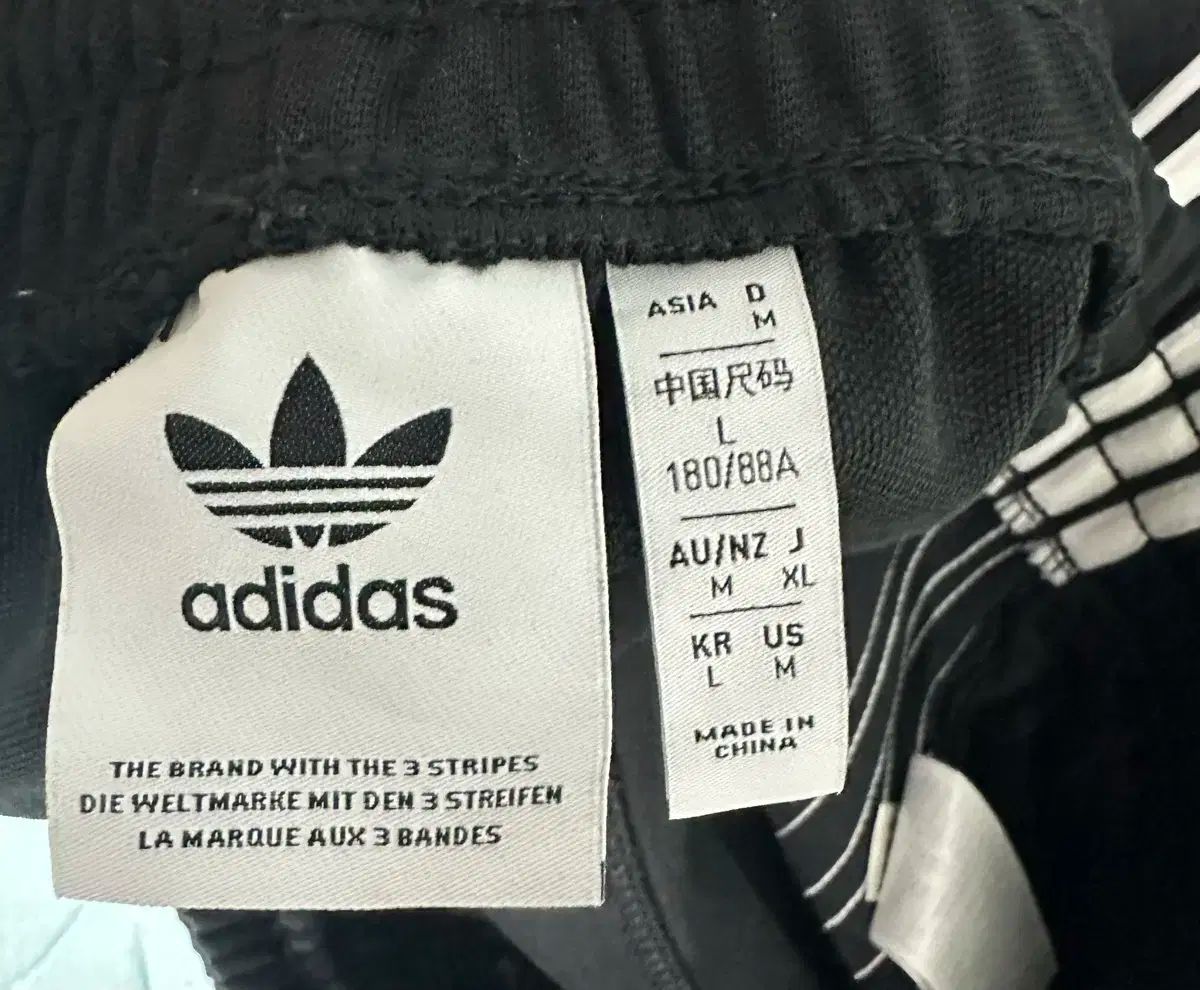 adidas
THE BRAND WITH THE 3 STRIPES
DIE WELTMARKE MIT DEN 3 STREIFEN
LA MARQUE AUX 3 BANDES
ASIA D
M
中国尺码
L
180/88A
AU/NZ J
M XL
KR US
L M
MADE IN
CHINA